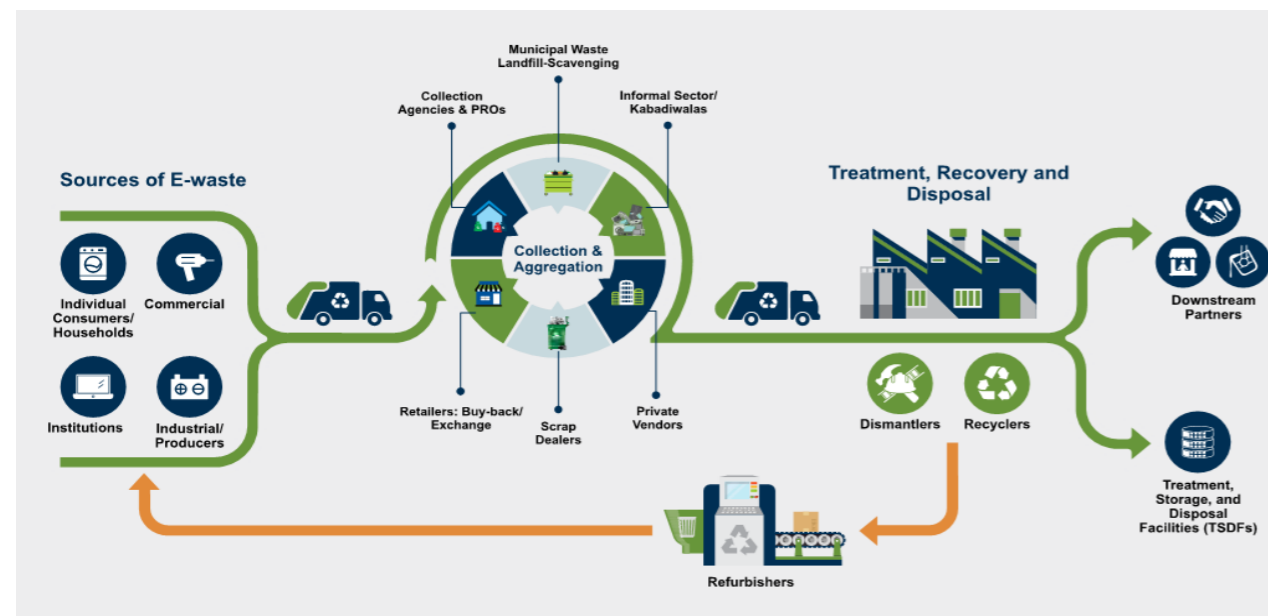 Municipal Waste
Landfill-Scavenging
Collection
Agencies & PROs
Informal Sector/
Kabadiwalas
Sources of E-waste
Treatment, Recovery and
Disposal
Collection &
Aggregation
Individual
Consumers/
Households
Commercial
Downstream
Partners
Institutions
Industrial/
Producers
Retailers: Buy-back/
Exchange
Scrap
Dealers
Private
Vendors
Dismantlers
Recyclers
Treatment,
Storage, and
Disposal
Facilities (TSDFs)
Refurbishers